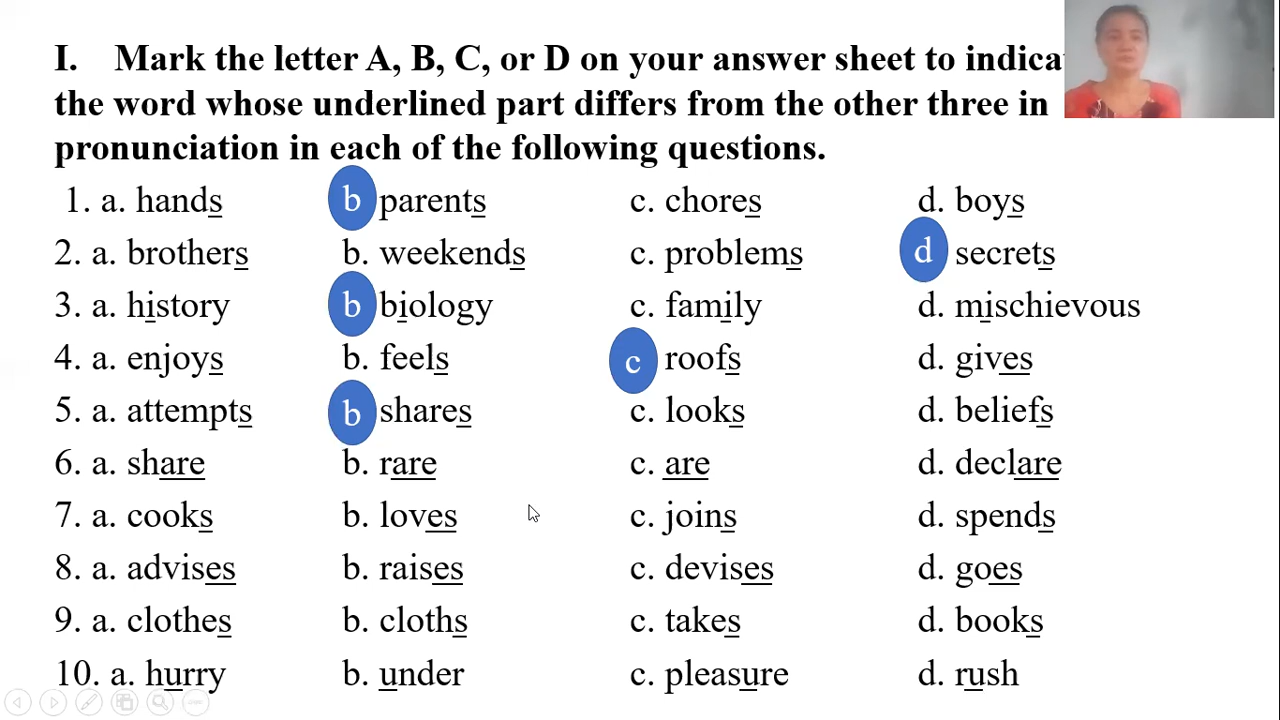 I. Mark the letter A, B, C, or D on your answer sheet to indica
the word whose underlined part differs from the other three in
pronunciation in each of the following questions.
1. a. hands b parents c. chores d. boys
2. a. brothers b. weekends c. problems d secrets
3. a. history b biology c. family d. mischievous
4. a. enjoys b. feels c roofs d. gives
5. a. attempts b shares c. looks d. beliefs
6. a. share b. rare c. are d. declare
7. a. cooks b. loves c. joins d. spends
8. a. advises b. raises c. devises d. goes
9. a. clothes b. cloths c. takes d. books
10. a. hurry b. under c. pleasure d. rush